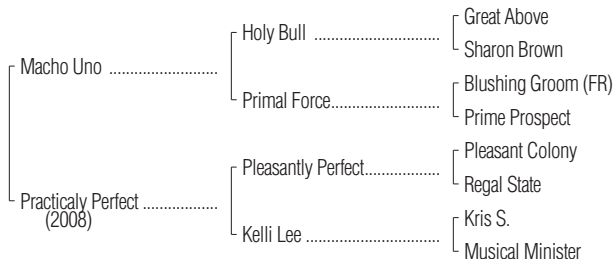 Great Above
Holy Bull ....................
Sharon Brown
Macho Uno ......................
Blushing Groom (FR)
Primal Force.................
Prime Prospect
Pleasant Colony
Pleasantly Perfect..............
Regal State
Practicaly Perfect ...............
(2008)
Kris S.
Kelli Lee ........................
Musical Minister